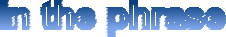 In the phrase